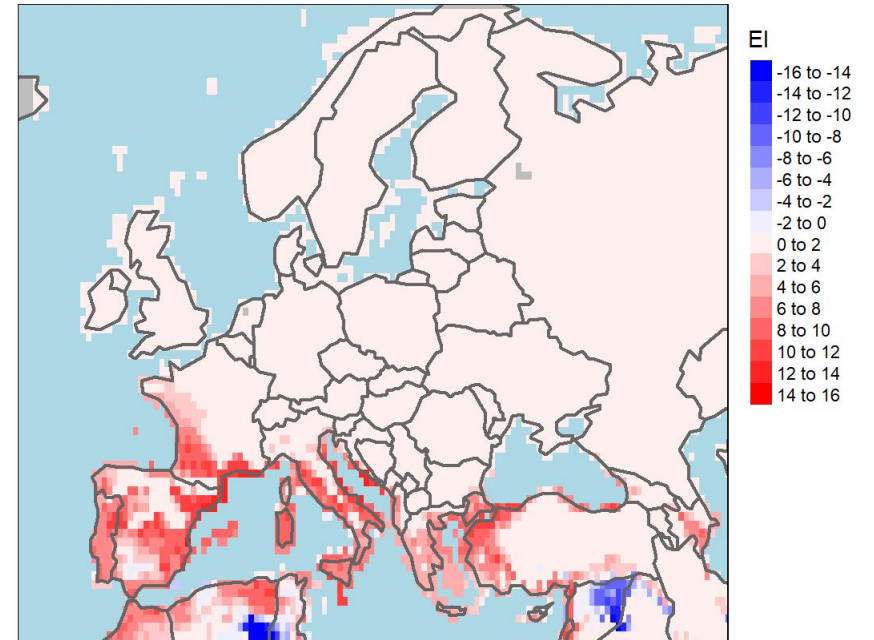 EI
-16 to -14
-14 to -12
-12 to -10
-10 to -8
-8 to -6
-6 to -4
-4 to -2
-2 to 0
0 to 2
2 to 4
4 to 6
6 to 8
8 to 10
10 to 12
12 to 14
14 to 16